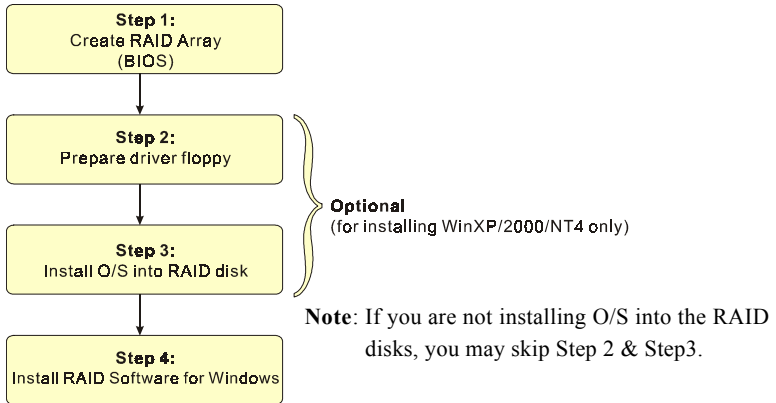 Step 1:
Create RAID Array
(BIOS)
Step 2:
Prepare driver floppy
Optional
(for installing WinXP/2000/NT4 only)
Step 3:
Install O/S into RAID disk
Note: If you are not installing O/S into the RAID
disks, you may skip Step 2 & Step3.
Step 4:
Install RAID Software for Windows